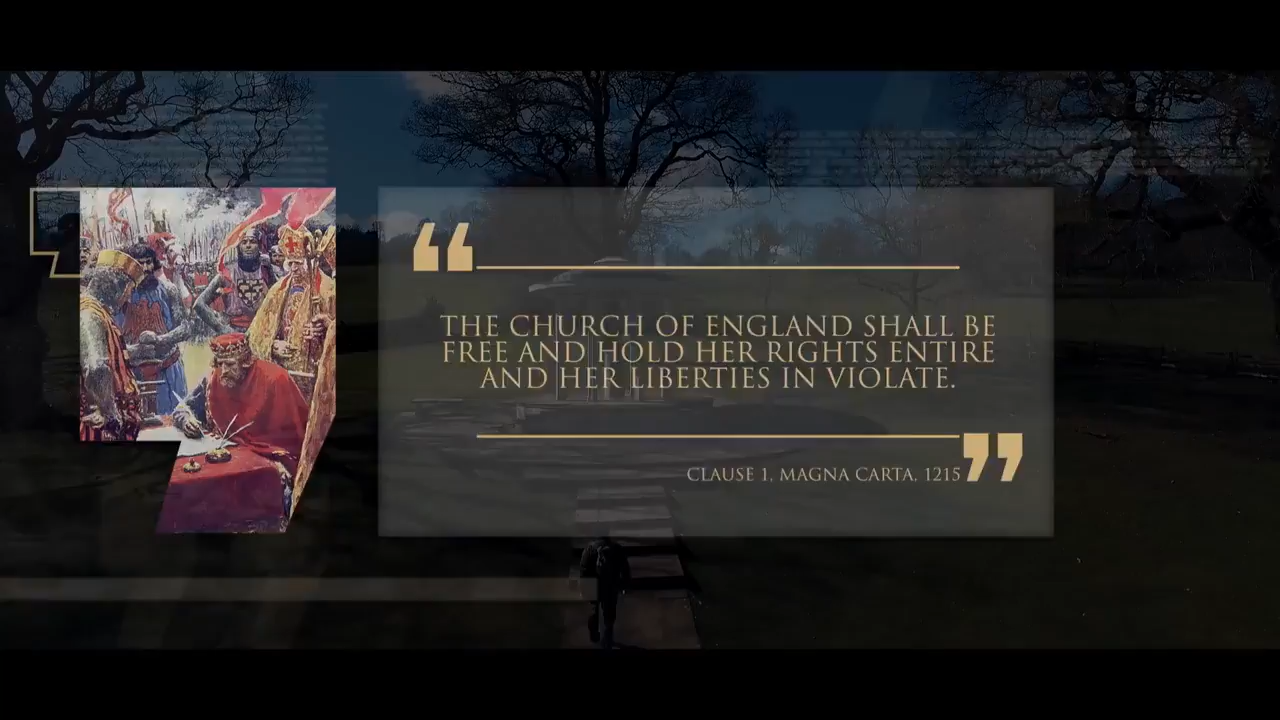 THE CHURCH OF ENGLAND SHALL BE
FREE AND HOLD HER RIGHTS ENTIRE
AND HER LIBERTIES IN VIOLATE.
CLAUSE 1, MAGNA CARTA, 1215